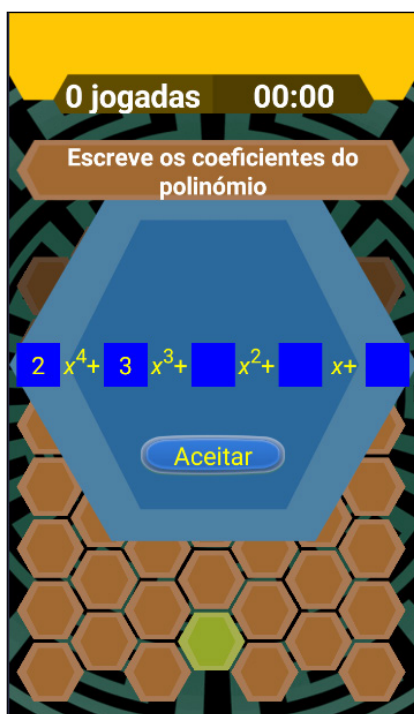 0 jogadas 00:00
Escreve os coeficientes do
polinómio
2 x⁴+ 3 x³+ x²+ x+
Aceitar